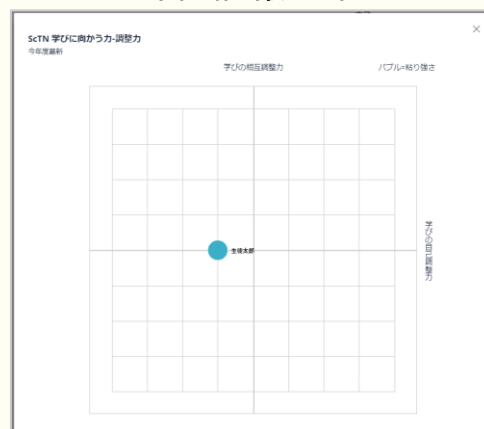 ScTN 学びに向かう力-調整力
今年度最新
学びの相互調整力
バブル=粘り強さ
生徒太郎
学びの自己調整力